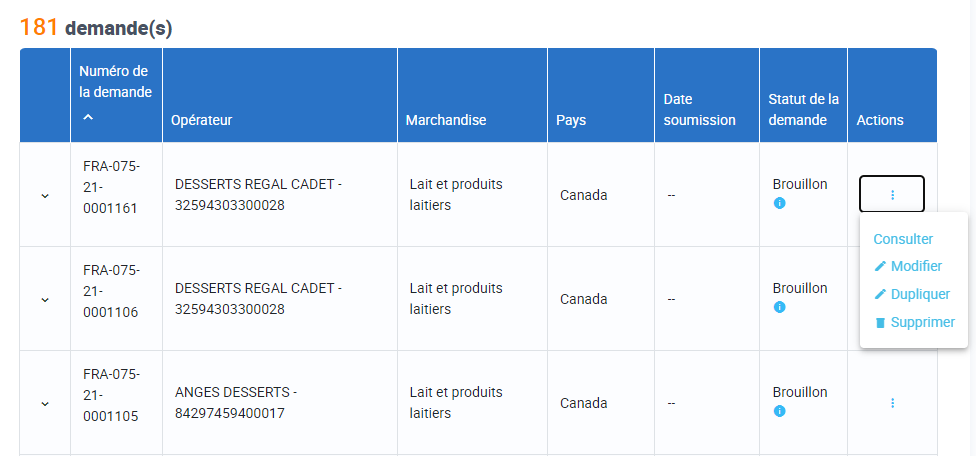 181 demande(s)
Numéro de
la demande
Opérateur
Marchandise
Pays
Date
soumission
Statut de la
demande
Actions
FRA-075-
21-
0001161
DESSERTS REGAL CADET -
32594303300028
Lait et produits
laitiers
Canada
--
Brouillon
Consulter
Modifier
Dupliquer
Supprimer
FRA-075-
21-
0001106
DESSERTS REGAL CADET -
32594303300028
Lait et produits
laitiers
Canada
--
Brouillon
FRA-075-
21-
0001105
ANGES DESSERTS -
84297459400017
Lait et produits
laitiers
Canada
--
Brouillon